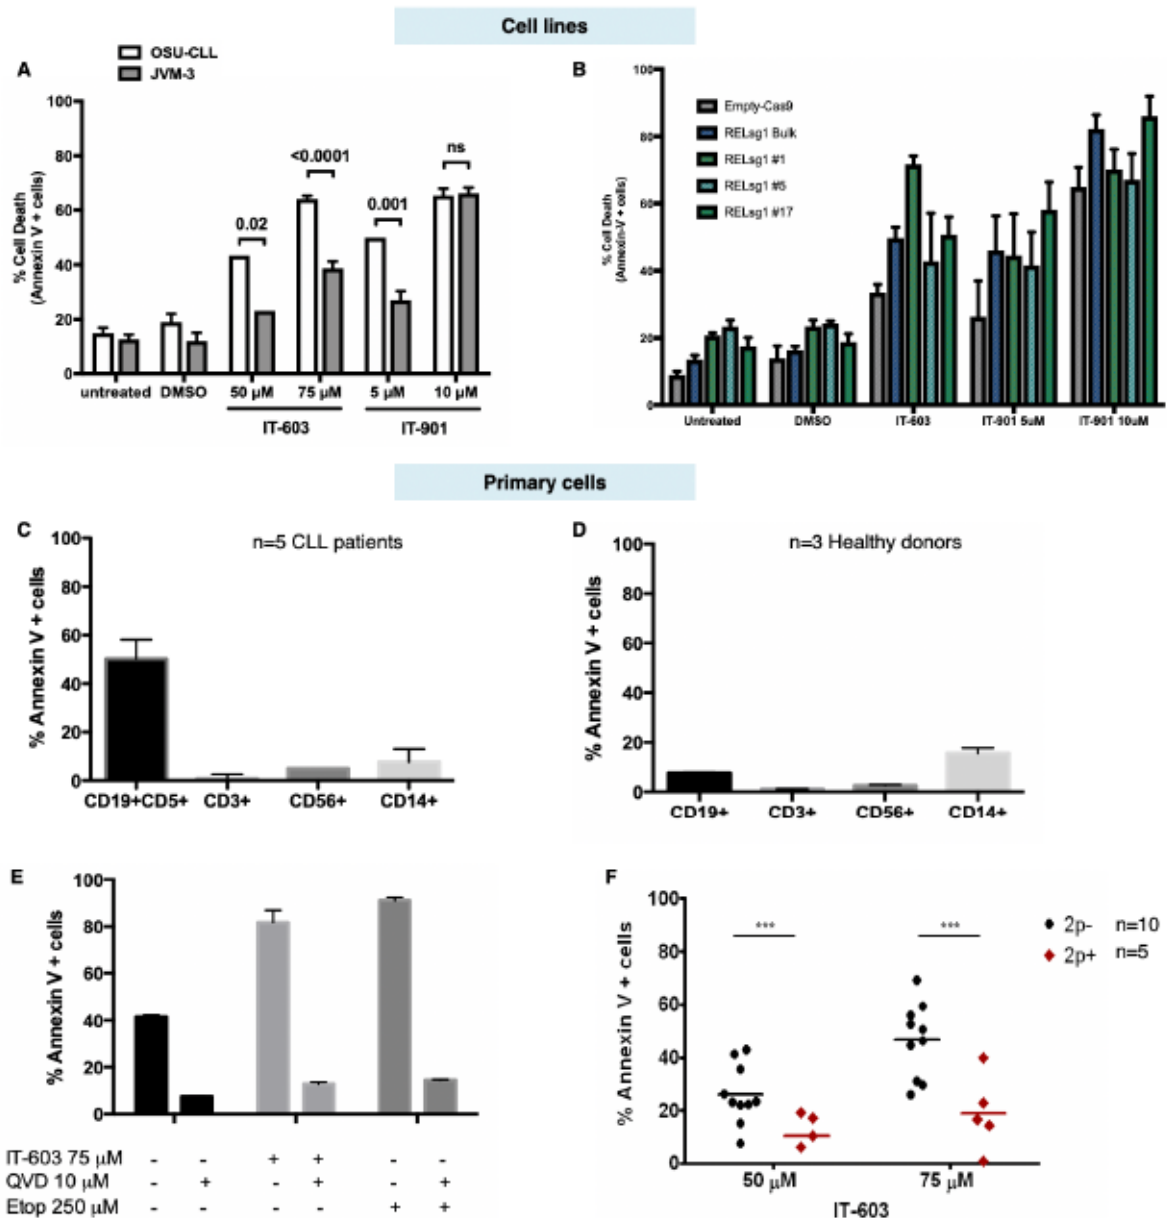 Cell lines
A
OSU-CLL
JVM-3
% Cell Death
(Annexin V + cells)
100
80
60
40
20
0
0.02
<0.0001
0.001
ns
untreated DMSO 50 µM 75 µM 5 µM 10 µM
IT-603 IT-901
B
Empty-Cas9
RELsg1 Bulk
RELsg1 #1
RELsg1 #5
RELsg1 #17
% Cell Death
(Annexin-V + cells)
100
80
60
40
20
0
Untreated DMSO IT-603 IT-901 5uM IT-901 10uM
Primary cells
C
n=5 CLL patients
% Annexin V + cells
100
80
60
40
20
0
CD19+CD5+ CD3+ CD56+ CD14+
D
n=3 Healthy donors
% Annexin V + cells
100
80
60
40
20
0
CD19+ CD3+ CD56+ CD14+
E
% Annexin V + cells
100
80
60
40
20
0
IT-603 75 µM - - + + - -
QVD 10 µM - + - + - +
Etop 250 µM - - - - + +
F
% Annexin V + cells
100
80
60
40
20
0
*** ***
2p- n=10
2p+ n=5
50 µM 75 µM
IT-603